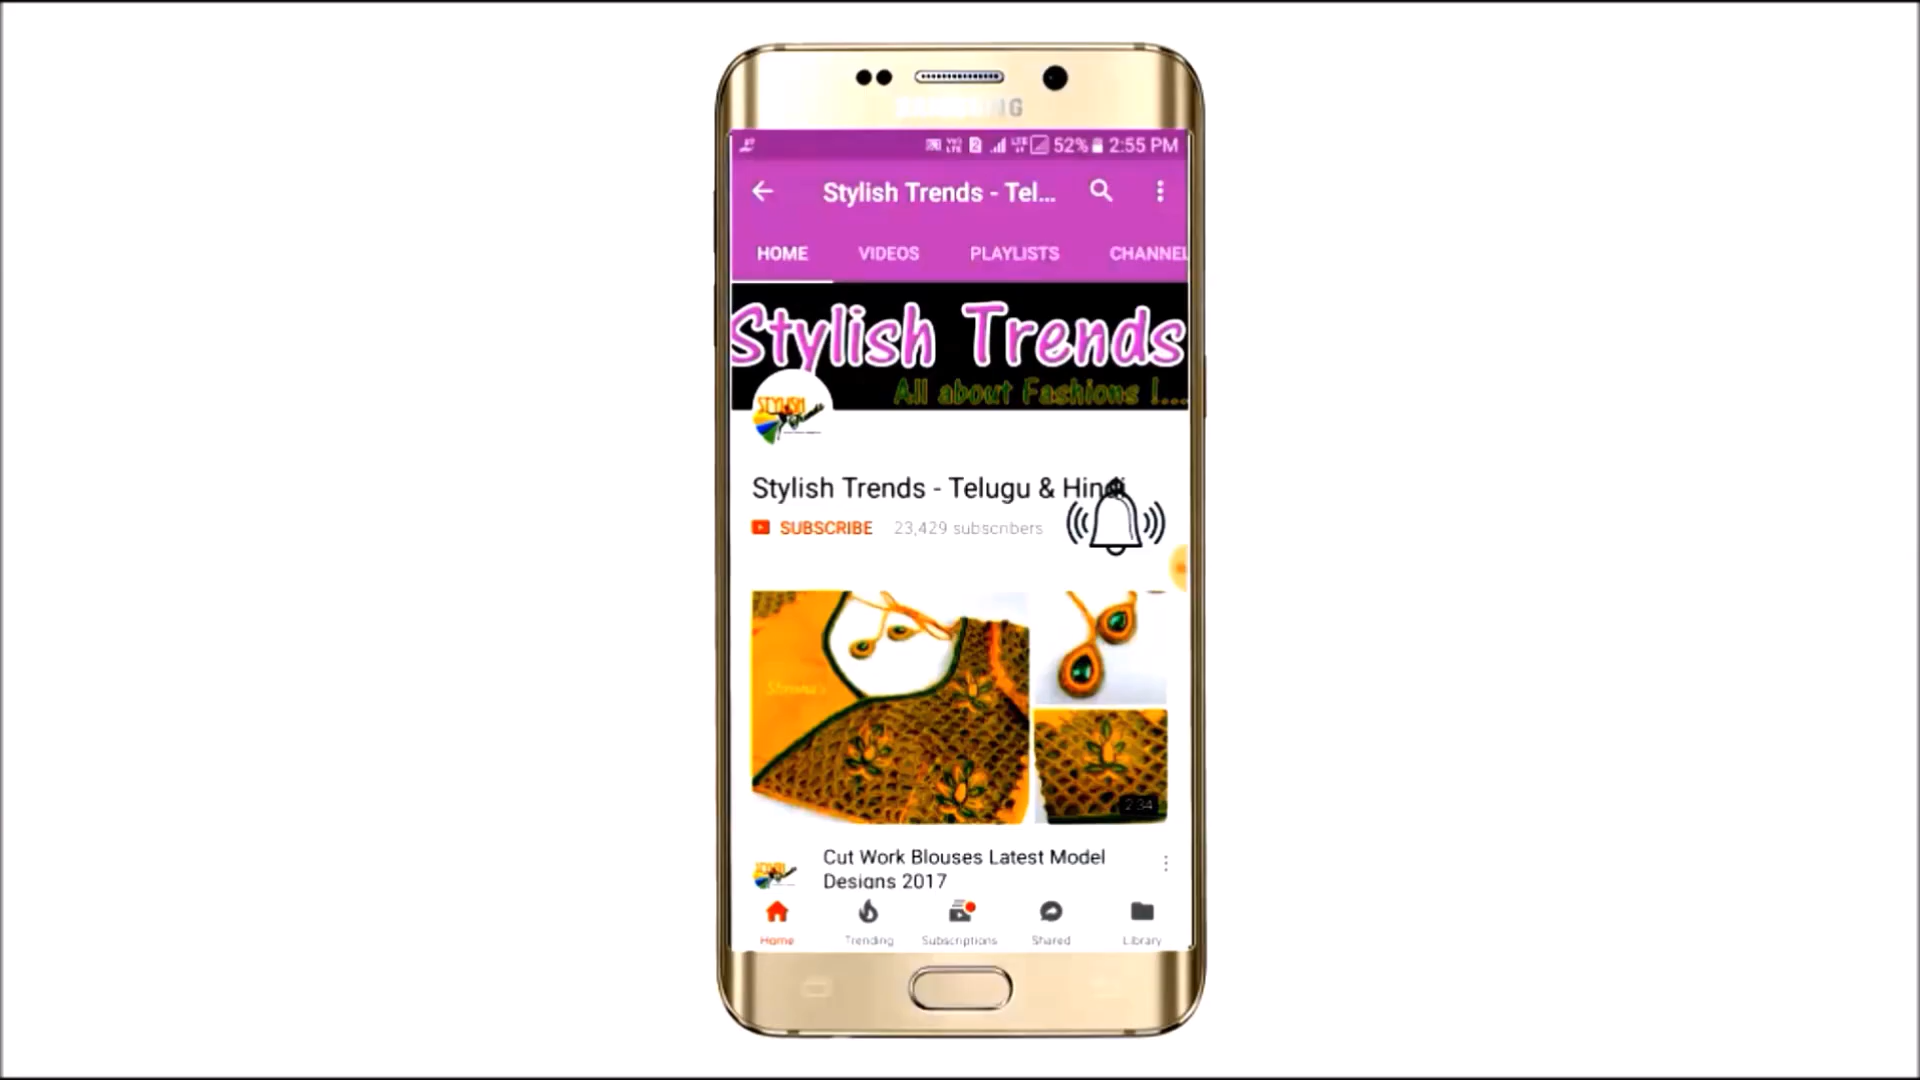 SAMSUNG
52% 2:55 PM
Stylish Trends - Tel...
HOME VIDEOS PLAYLISTS CHANNEL
Stylish Trends
All about Fashions !....
STYLISH
Stylish Trends - Telugu & Hindi
SUBSCRIBE 23,429 subscribers
2:34
Cut Work Blouses Latest Model
Designs 2017
Home Trending Subscriptions Shared Library